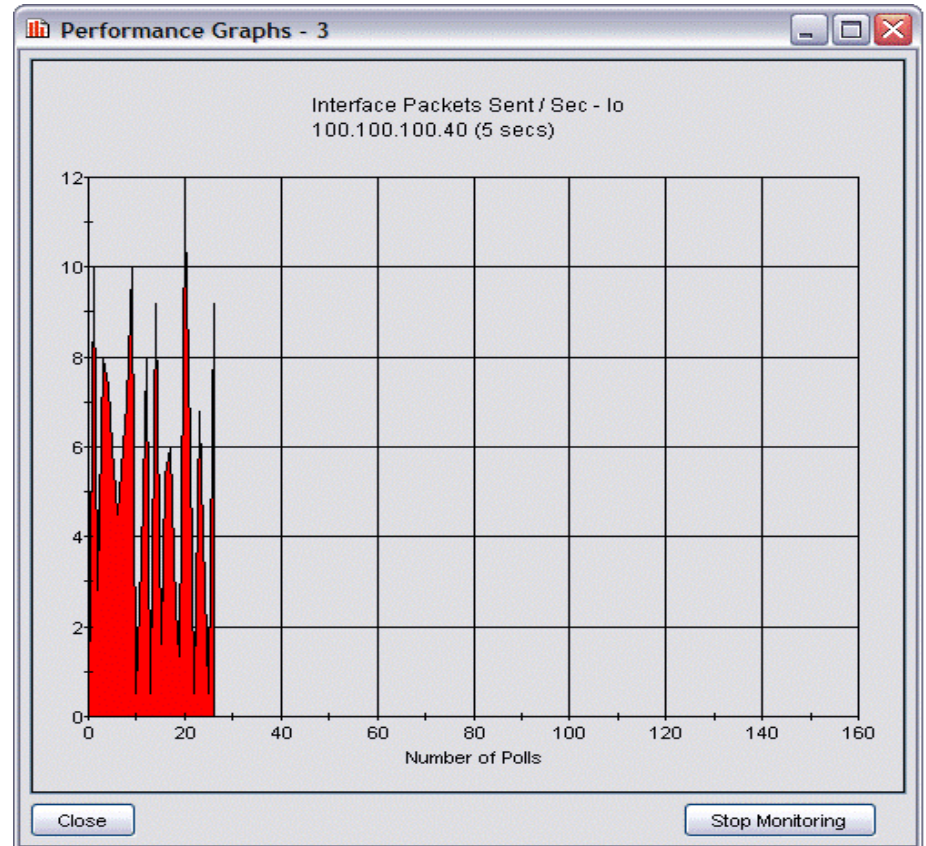 Performance Graphs - 3
Interface Packets Sent / Sec - lo
100.100.100.40 (5 secs)
12
10
8
6
4
2
0
0 20 40 60 80 100 120 140 160
Number of Polls
Close Stop Monitoring